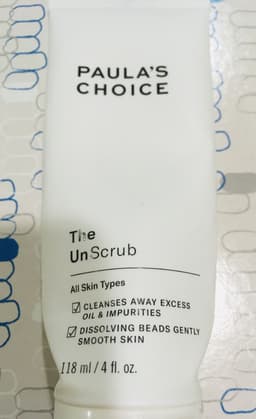 PAULA'S
CHOICE
The
UnScrub
All Skin Types
CLEANSES AWAY EXCESS
OIL & IMPURITIES
DISSOLVING BEADS GENTLY
SMOOTH SKIN
118 ml / 4 fl. oz.